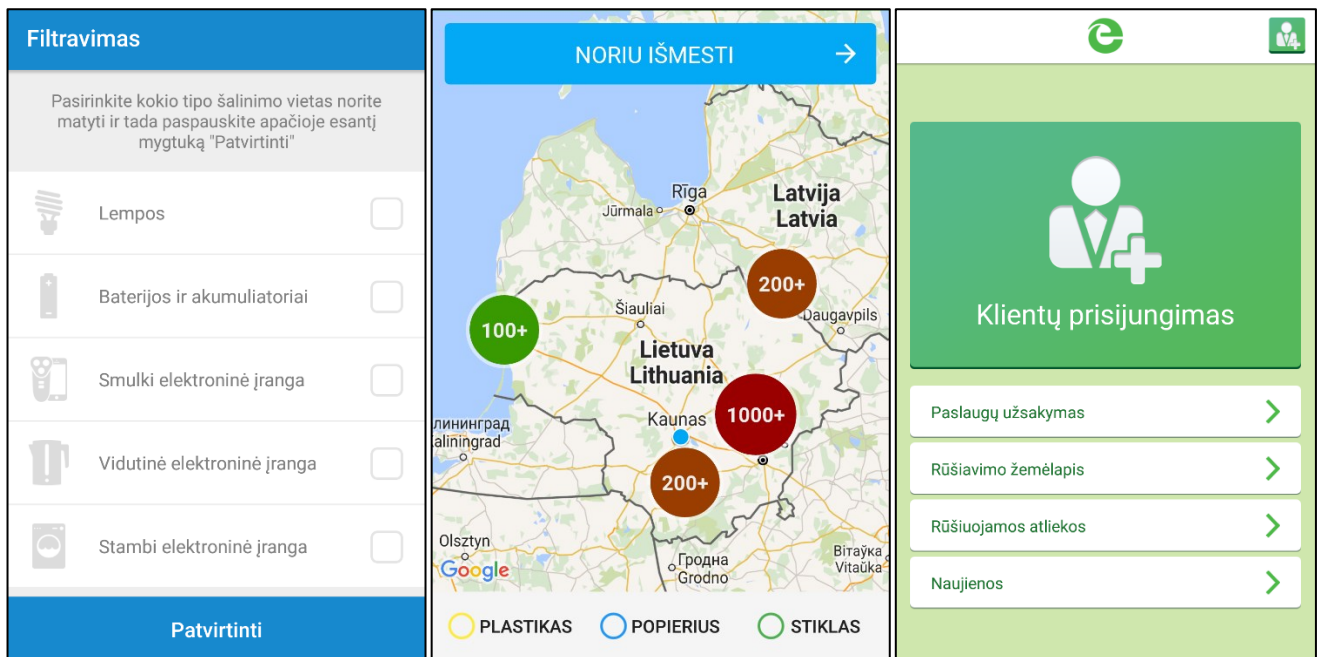 Filtravimas
Pasirinkite kokio tipo šalinimo vietas norite
matyti ir tada paspauskite apačioje esantį
mygtuką "Patvirtinti"
Lempos
Baterijos ir akumuliatoriai
Smulki elektroninė įranga
Vidutinė elektroninė įranga
Stambi elektroninė įranga
Patvirtinti
NORIU IŠMESTI
Rīga
Jūrmala
Latvija
Latvia
200+
Daugavpils
Šiauliai
100+
Lietuva
Lithuania
1000+
Kaunas
лининград
aliningrad
200+
Olsztyn
Гродна
Grodno
Вітаўка
Vitaŭka
Google
PLASTIKAS
POPIERIUS
STIKLAS
Klientų prisijungimas
Paslaugų užsakymas
Rūšiavimo žemėlapis
Rūšiuojamos atliekos
Naujienos